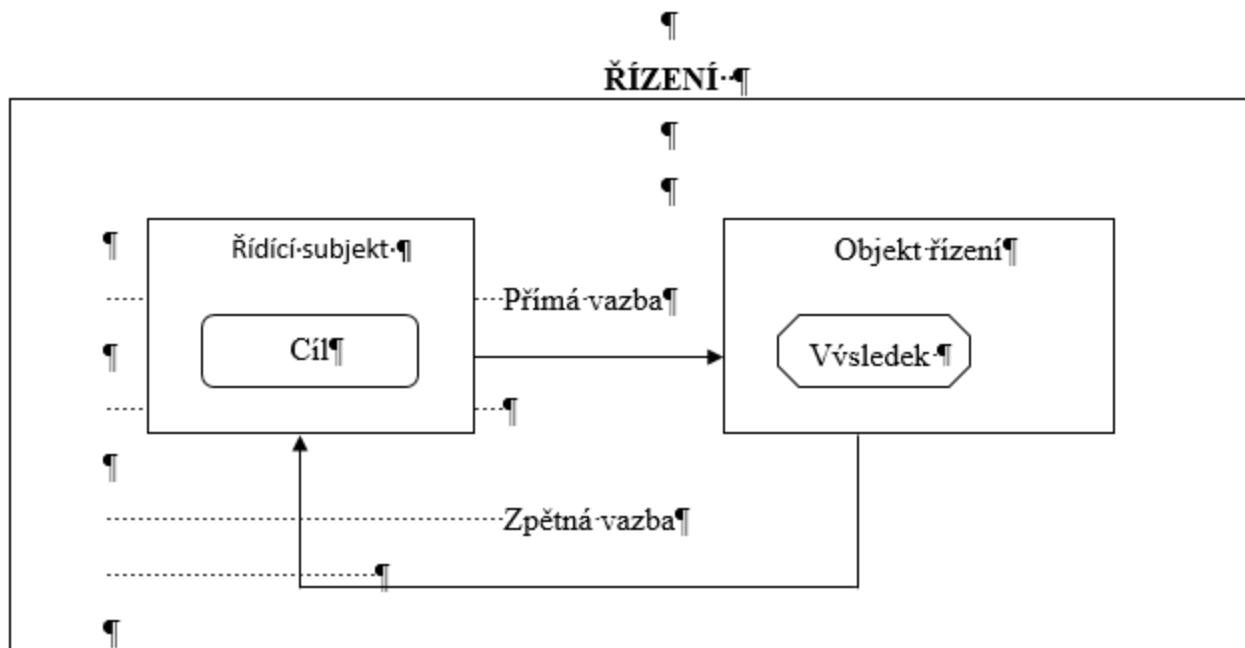 ŘÍZENÍ
Řídící subjekt
Objekt řízení
Přímá vazba
Cíl
Výsledek
Zpětná vazba